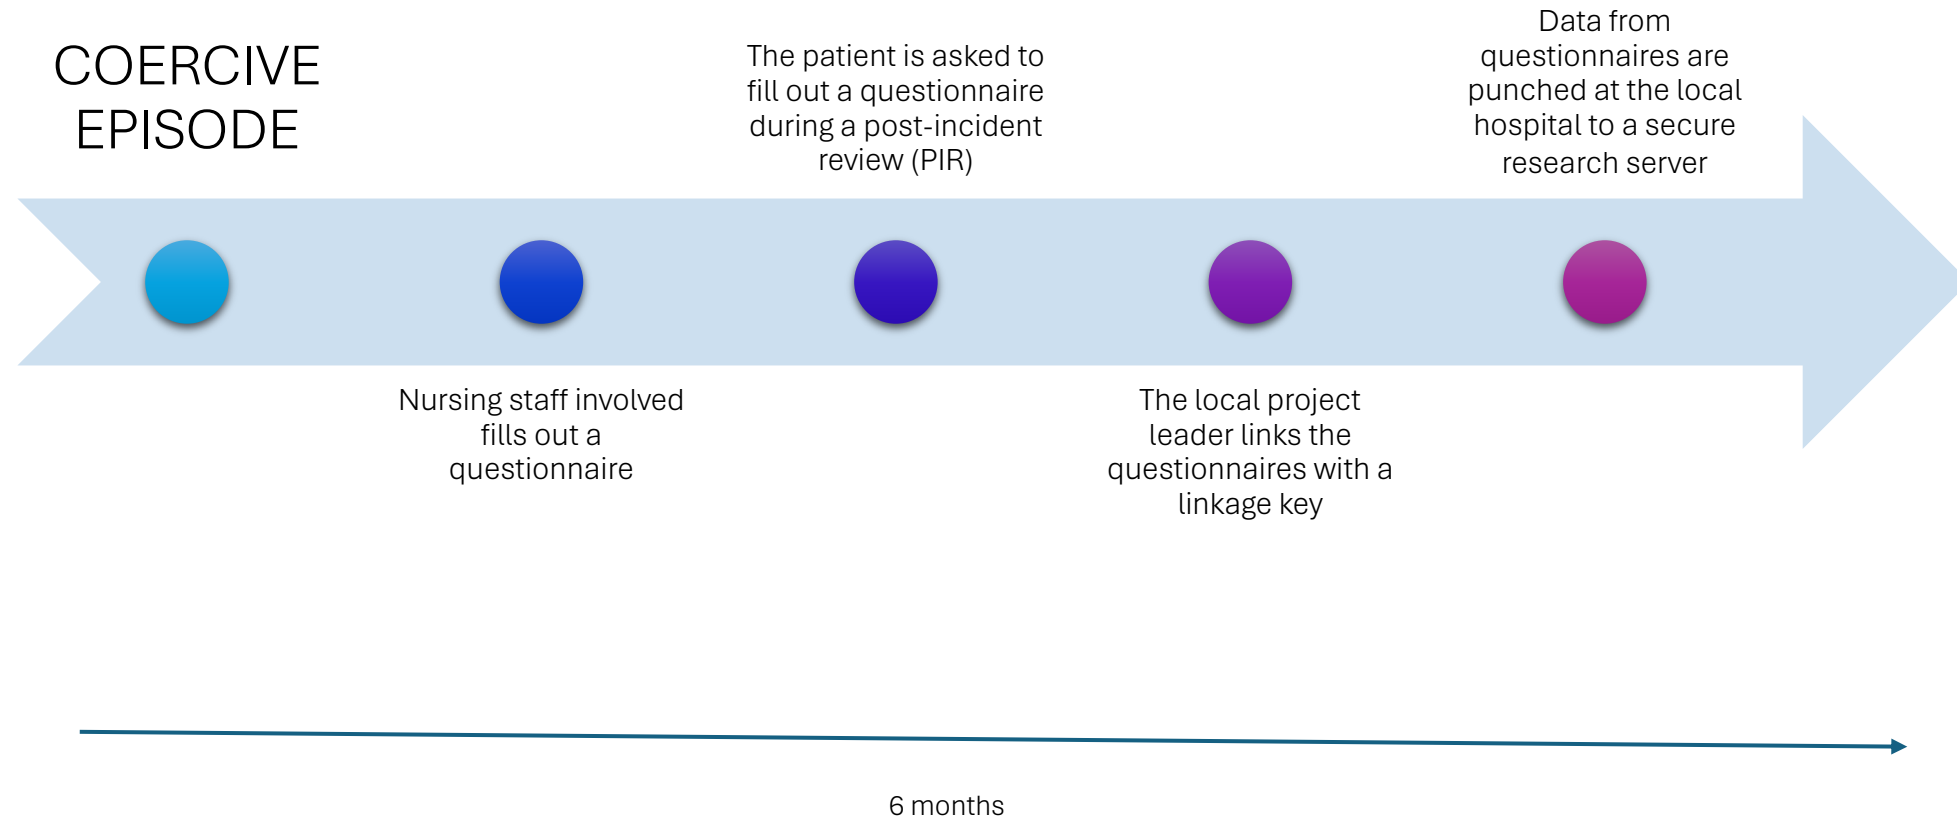 COERCIVE
EPISODE
Nursing staff involved
fills out a
questionnaire
The patient is asked to
fill out a questionnaire
during a post-incident
review (PIR)
The local project
leader links the
questionnaires with a
linkage key
Data from
questionnaires are
punched at the local
hospital to a secure
research server
6 months